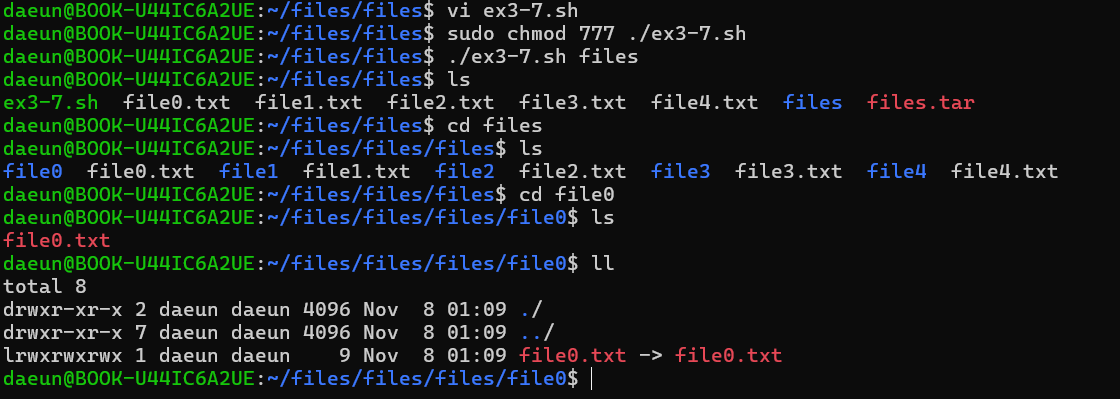 daeun@BOOK-U44IC6A2UE:~/files/files$ vi ex3-7.sh
daeun@BOOK-U44IC6A2UE:~/files/files$ sudo chmod 777 ./ex3-7.sh
daeun@BOOK-U44IC6A2UE:~/files/files$ ./ex3-7.sh files
daeun@BOOK-U44IC6A2UE:~/files/files$ ls
ex3-7.sh  file0.txt  file1.txt  file2.txt  file3.txt  file4.txt  files  files.tar
daeun@BOOK-U44IC6A2UE:~/files/files$ cd files
daeun@BOOK-U44IC6A2UE:~/files/files/files$ ls
file0  file0.txt  file1  file1.txt  file2  file2.txt  file3  file3.txt  file4  file4.txt
daeun@BOOK-U44IC6A2UE:~/files/files/files$ cd file0
daeun@BOOK-U44IC6A2UE:~/files/files/files/file0$ ls
file0.txt
daeun@BOOK-U44IC6A2UE:~/files/files/files/file0$ ll
total 8
drwxr-xr-x 2 daeun daeun 4096 Nov  8 01:09 ./
drwxr-xr-x 7 daeun daeun 4096 Nov  8 01:09 ../
lrwxrwxrwx 1 daeun daeun    9 Nov  8 01:09 file0.txt -> file0.txt
daeun@BOOK-U44IC6A2UE:~/files/files/files/file0$